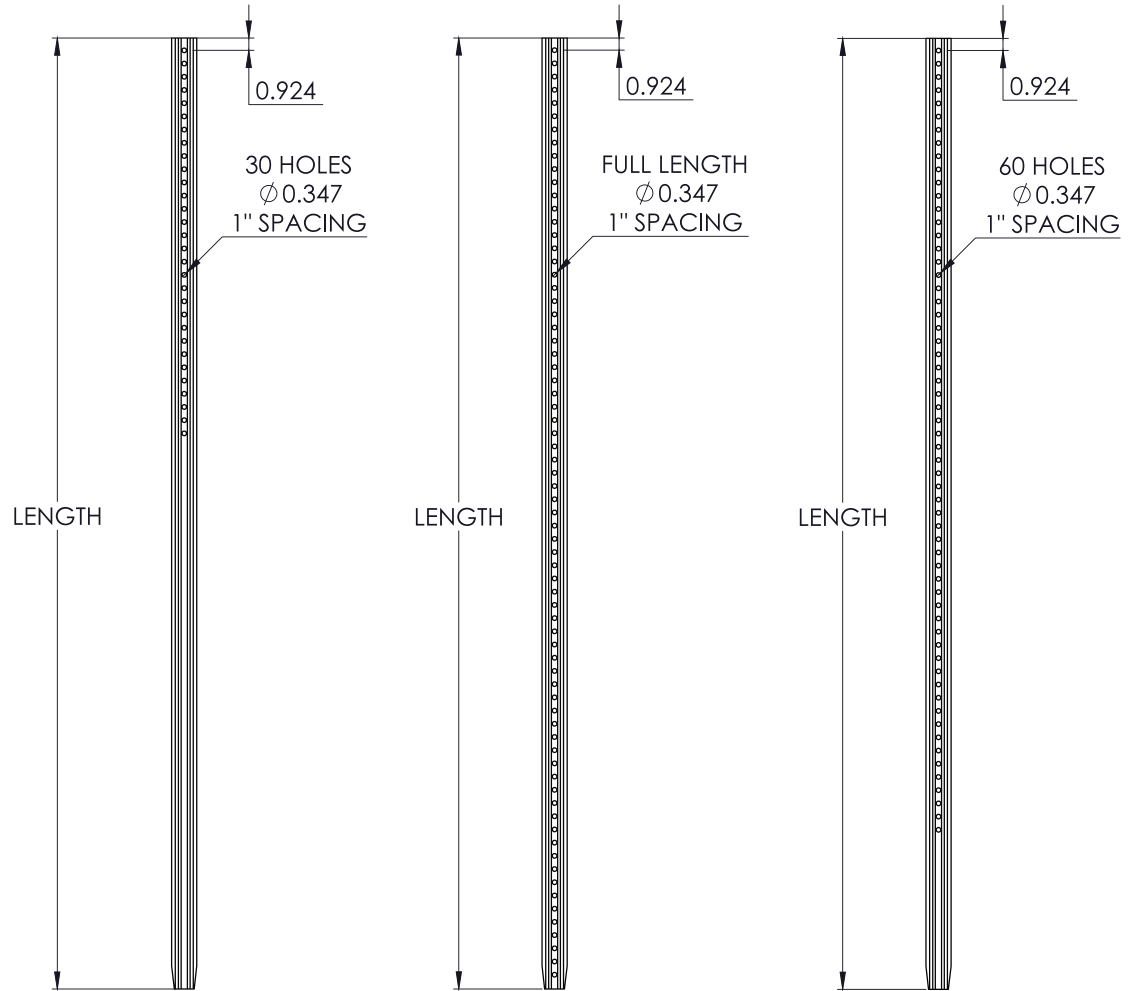 0.924
30 HOLES
∅ 0.347
1" SPACING
LENGTH
0.924
FULL LENGTH
∅ 0.347
1" SPACING
LENGTH
0.924
60 HOLES
∅ 0.347
1" SPACING
LENGTH